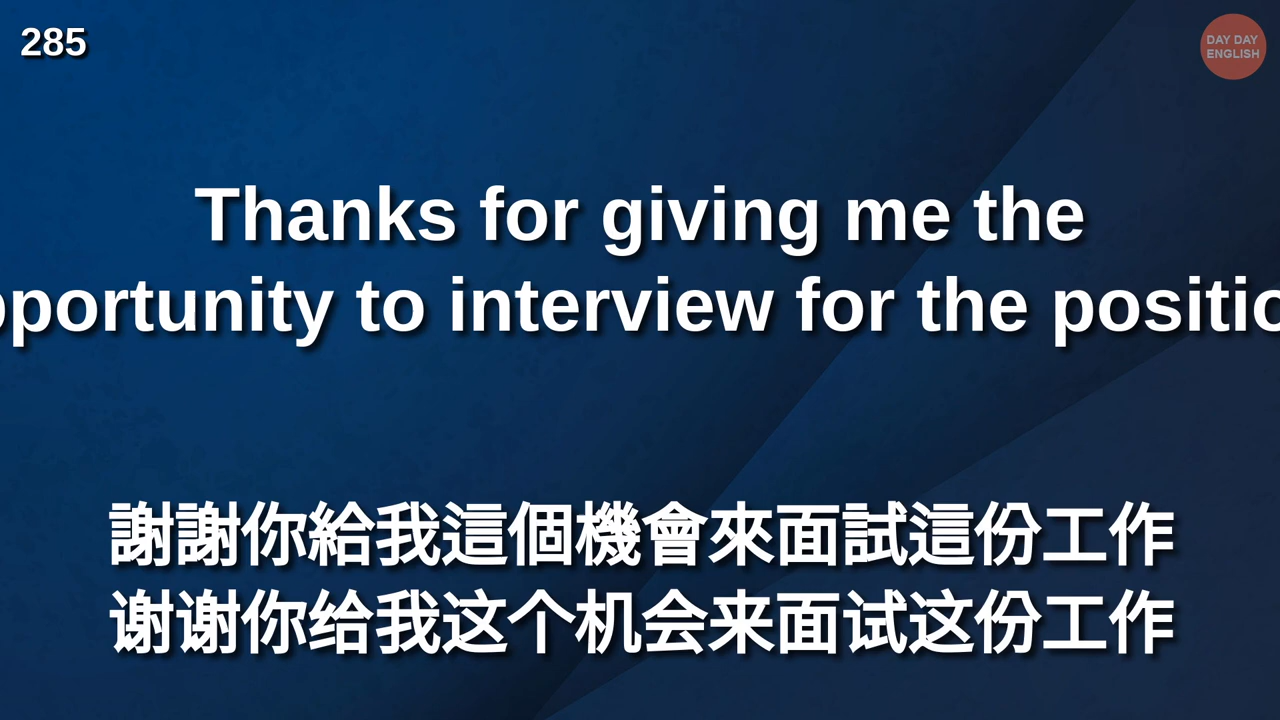 285
DAY DAY
ENGLISH
Thanks for giving me the
pportunity to interview for the positio
謝謝你給我這個機會來面試這份工作
谢谢你给我这个机会来面试这份工作